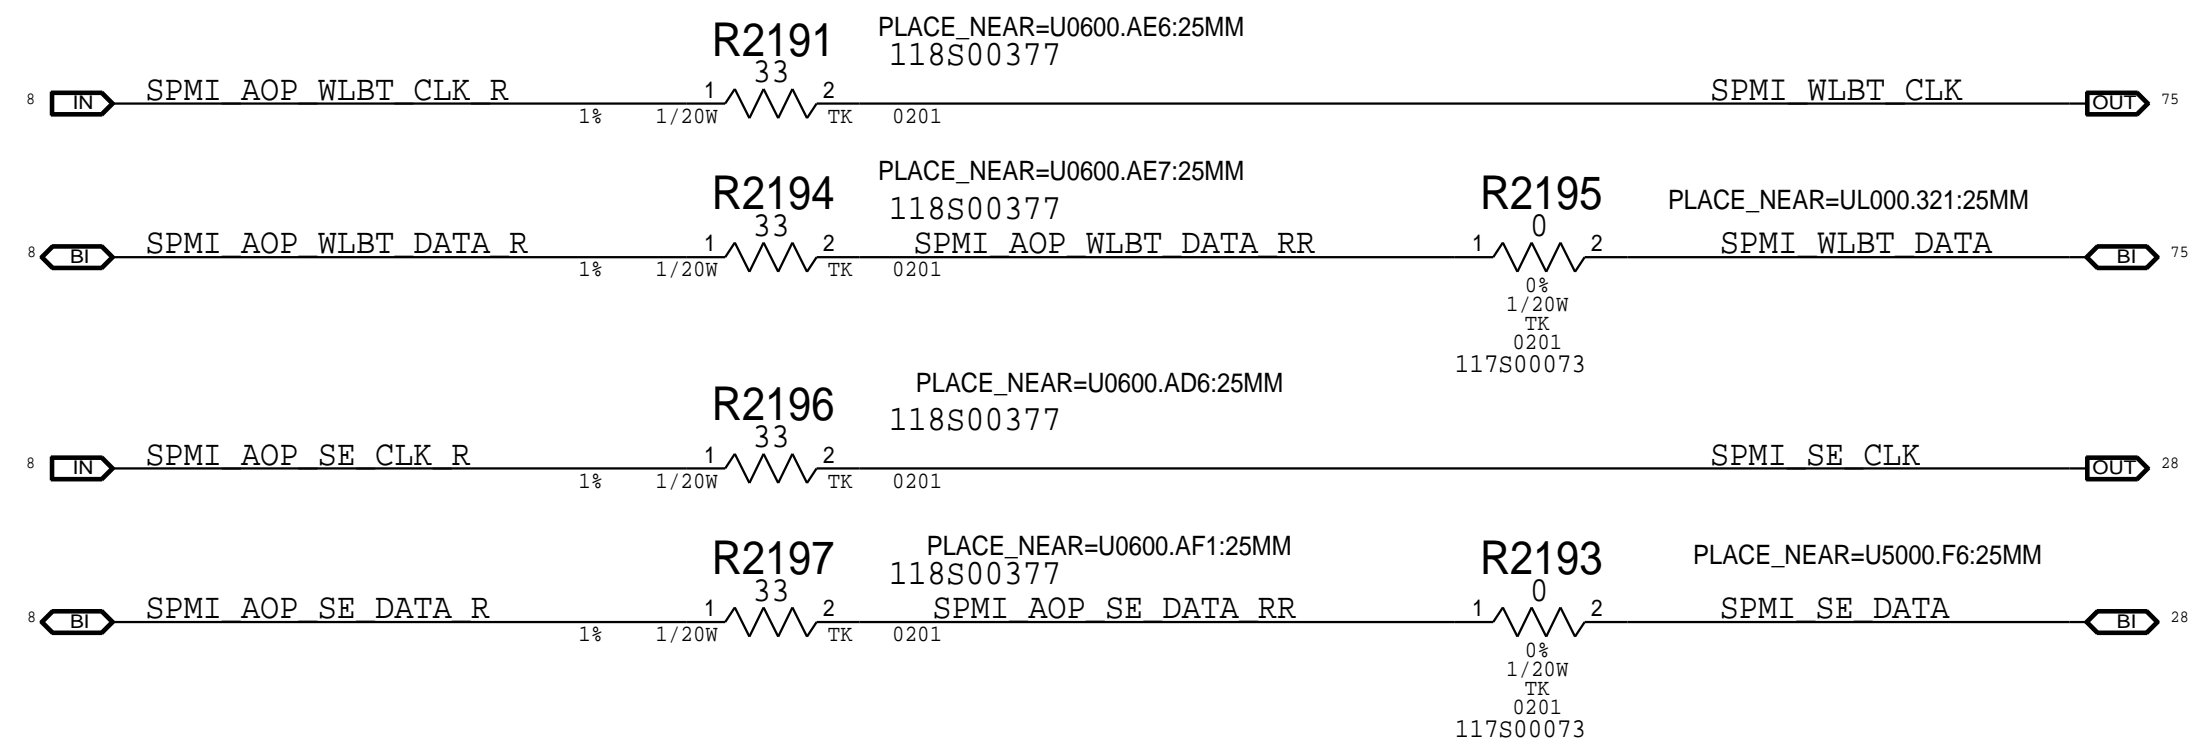 R2191
PLACE_NEAR=U0600.AE6:25MM
118S00377
33
8 IN SPMI_AOP_WLBT_CLK_R 1 2 SPMI_WLBT_CLK OUT 75
1% 1/20W TK 0201
R2194
PLACE_NEAR=U0600.AE7:25MM
118S00377
33
R2195
PLACE_NEAR=UL000.321:25MM
0
8 BI SPMI_AOP_WLBT_DATA_R 1 2 SPMI_AOP_WLBT_DATA_RR 1 2 SPMI_WLBT_DATA BI 75
1% 1/20W TK 0201
0%
1/20W
TK
0201
117S00073
R2196
PLACE_NEAR=U0600.AD6:25MM
118S00377
33
8 IN SPMI_AOP_SE_CLK_R 1 2 SPMI_SE_CLK OUT 28
1% 1/20W TK 0201
R2197
PLACE_NEAR=U0600.AF1:25MM
118S00377
33
R2193
PLACE_NEAR=U5000.F6:25MM
0
8 BI SPMI_AOP_SE_DATA_R 1 2 SPMI_AOP_SE_DATA_RR 1 2 SPMI_SE_DATA BI 28
1% 1/20W TK 0201
0%
1/20W
TK
0201
117S00073